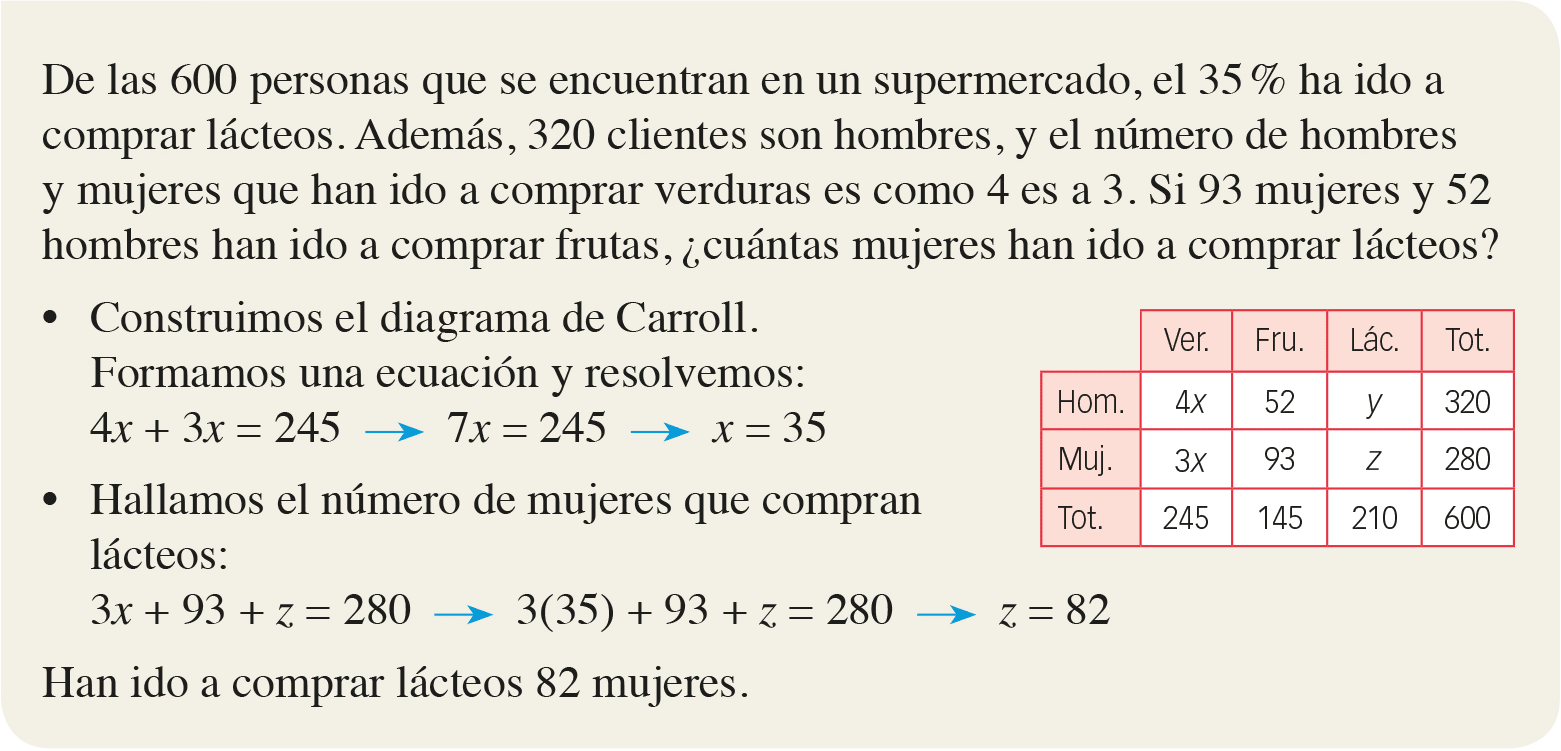 De las 600 personas que se encuentran en un supermercado, el 35 % ha ido a
comprar lácteos. Además, 320 clientes son hombres, y el número de hombres
y mujeres que han ido a comprar verduras es como 4 es a 3. Si 93 mujeres y 52
hombres han ido a comprar frutas, ¿cuántas mujeres han ido a comprar lácteos?
• Construimos el diagrama de Carroll.
Formamos una ecuación y resolvemos:
4x + 3x = 245 → 7x = 245 → x = 35
• Hallamos el número de mujeres que compran
lácteos:
3x + 93 + z = 280 → 3(35) + 93 + z = 280 → z = 82
Han ido a comprar lácteos 82 mujeres.
Ver. Fru. Lác. Tot.
Hom. 4x 52 y 320
Muj. 3x 93 z 280
Tot. 245 145 210 600